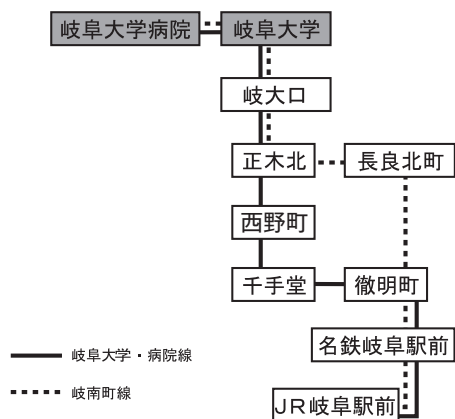 岐阜大学病院
岐阜大学
岐大口
正木北
長良北町
西野町
千手堂
徹明町
岐阜大学・病院線
名鉄岐阜駅前
岐南町線
JR岐阜駅前